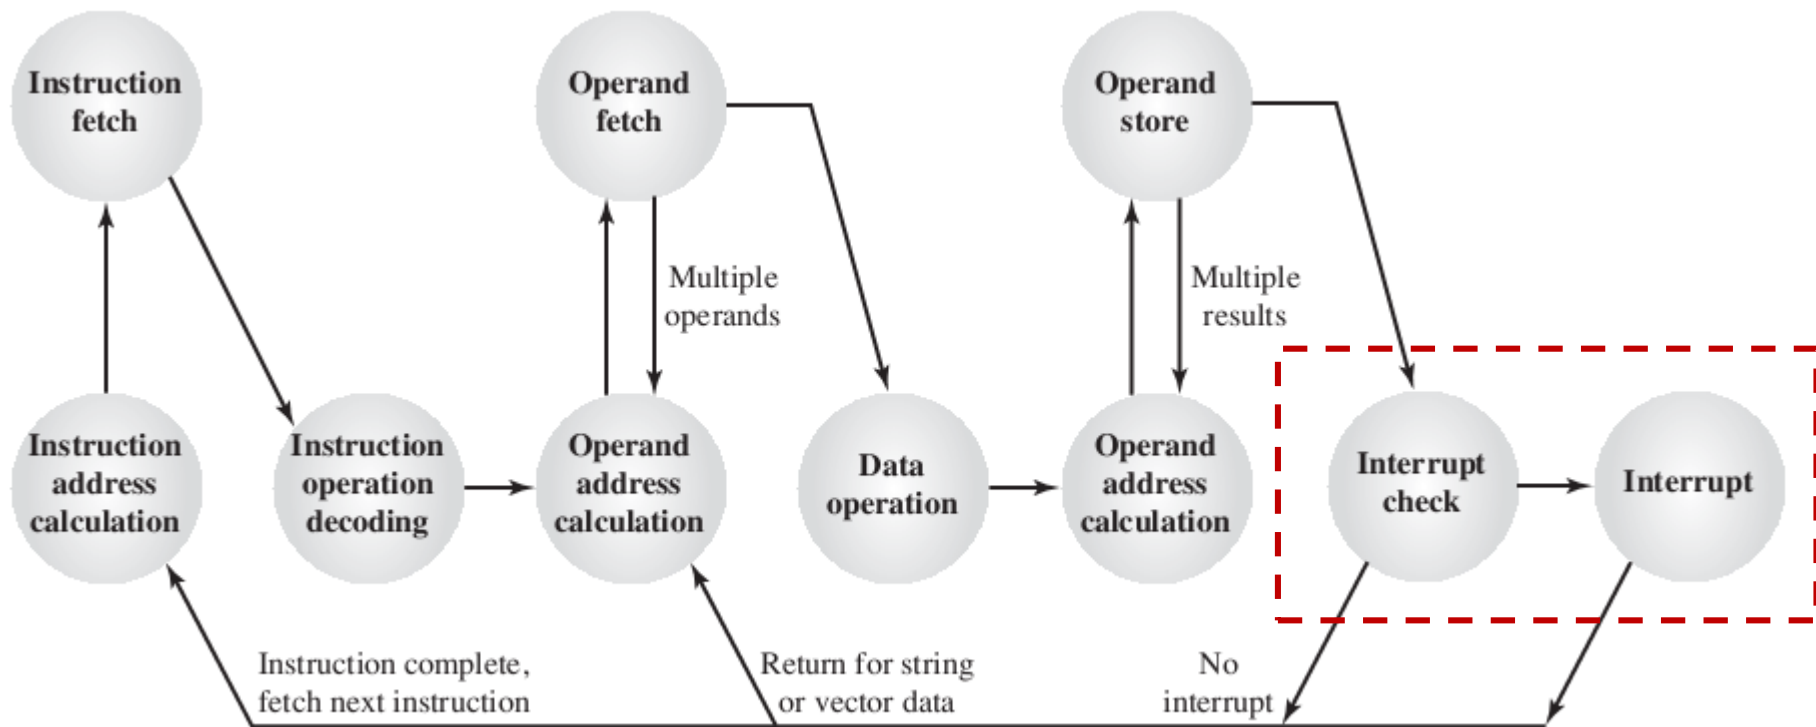 Instruction
fetch
Operand
fetch
Operand
store
Multiple
operands
Multiple
results
Instruction
address
calculation
Instruction
operation
decoding
Operand
address
calculation
Data
operation
Operand
address
calculation
Interrupt
check
Interrupt
Instruction complete,
fetch next instruction
Return for string
or vector data
No
interrupt